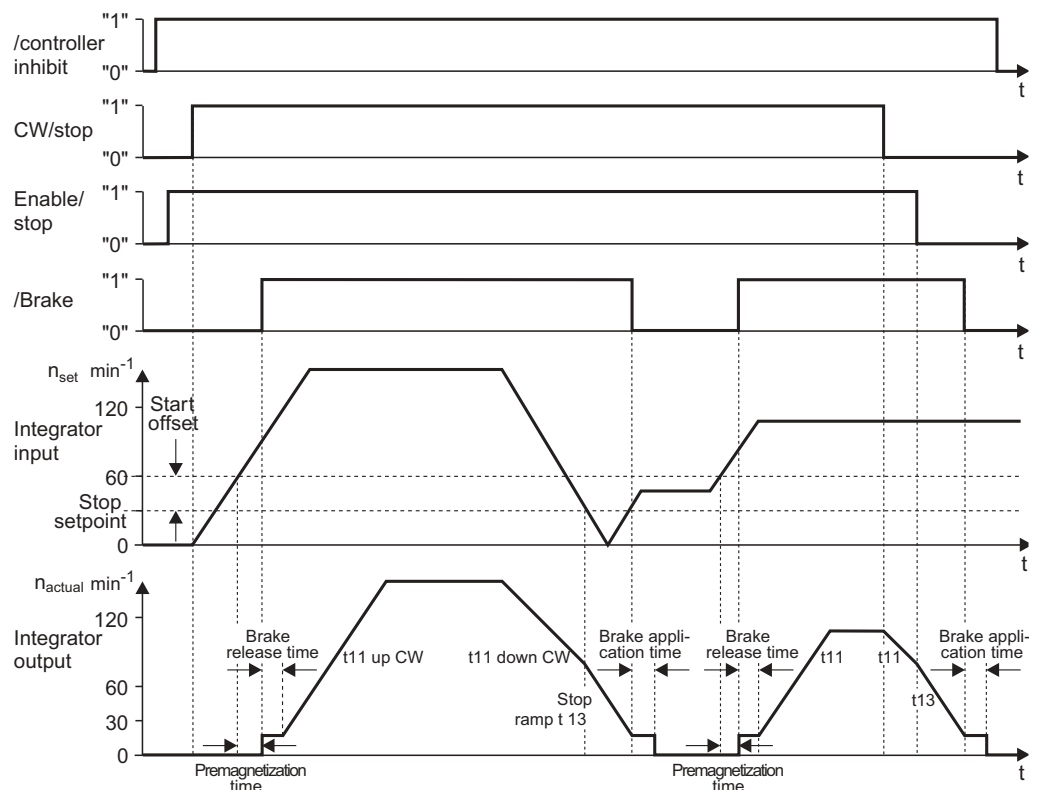 "1"
/controller
inhibit
"0"
t
"1"
CW/stop
"0"
t
"1"
Enable/
stop
"0"
t
"1"
/Brake
"0"
t
nset min-1
120
Start
offset
Integrator
input
60
Stop
setpoint
0
t
nactual min-1
120
Integrator
output
Brake
release time
t11 up CW
t11 down CW
Brake appli-
cation time
Brake
release time
t11
t11
Brake appli-
cation time
60
Stop
ramp t 13
t13
30
0
t
Premagnetization
time
Premagnetization
time